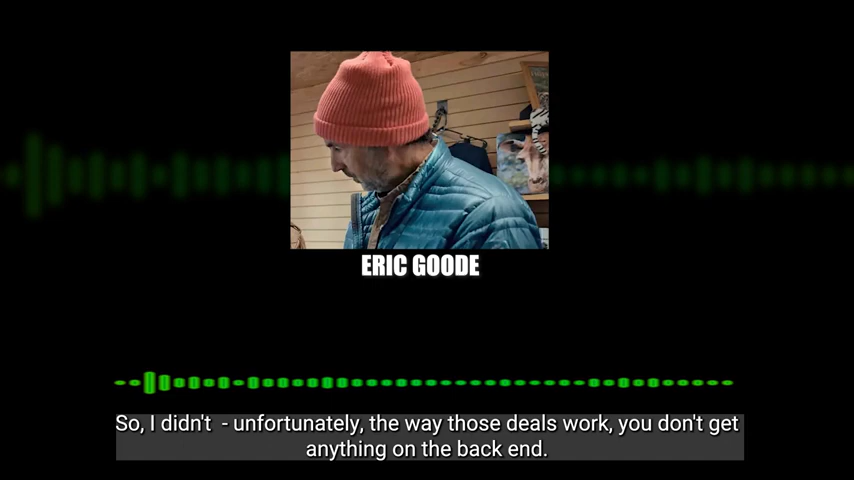 ERIC GOODE
So, I didn't - unfortunately, the way those deals work, you don't get
anything on the back end.